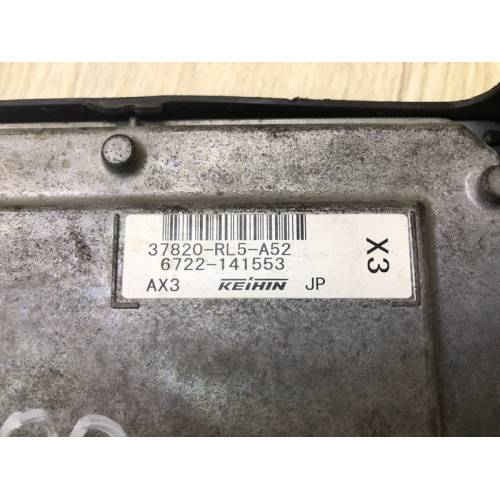 37820-RL5-A52
6722-141553
AX3 KEIHIN JP
X3